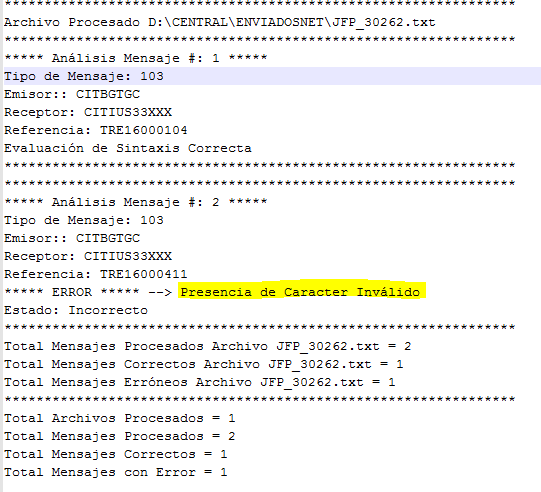 ****************************************************************
Archivo Procesado D:\CENTRAL\ENVIADOSNET\JFP_30262.txt
****************************************************************
***** Análisis Mensaje #: 1 *****
Tipo de Mensaje: 103
Emisor:: CITBGTGC
Receptor: CITIUS33XXX
Referencia: TRE16000104
Evaluación de Sintaxis Correcta
****************************************************************
****************************************************************
***** Análisis Mensaje #: 2 *****
Tipo de Mensaje: 103
Emisor:: CITBGTGC
Receptor: CITIUS33XXX
Referencia: TRE16000411
***** ERROR ***** --> Presencia de Caracter Inválido
Estado: Incorrecto
****************************************************************
Total Mensajes Procesados Archivo JFP_30262.txt = 2
Total Mensajes Correctos Archivo JFP_30262.txt = 1
Total Mensajes Erróneos Archivo JFP_30262.txt = 1
****************************************************************
Total Archivos Procesados = 1
Total Mensajes Procesados = 2
Total Mensajes Correctos = 1
Total Mensajes con Error = 1